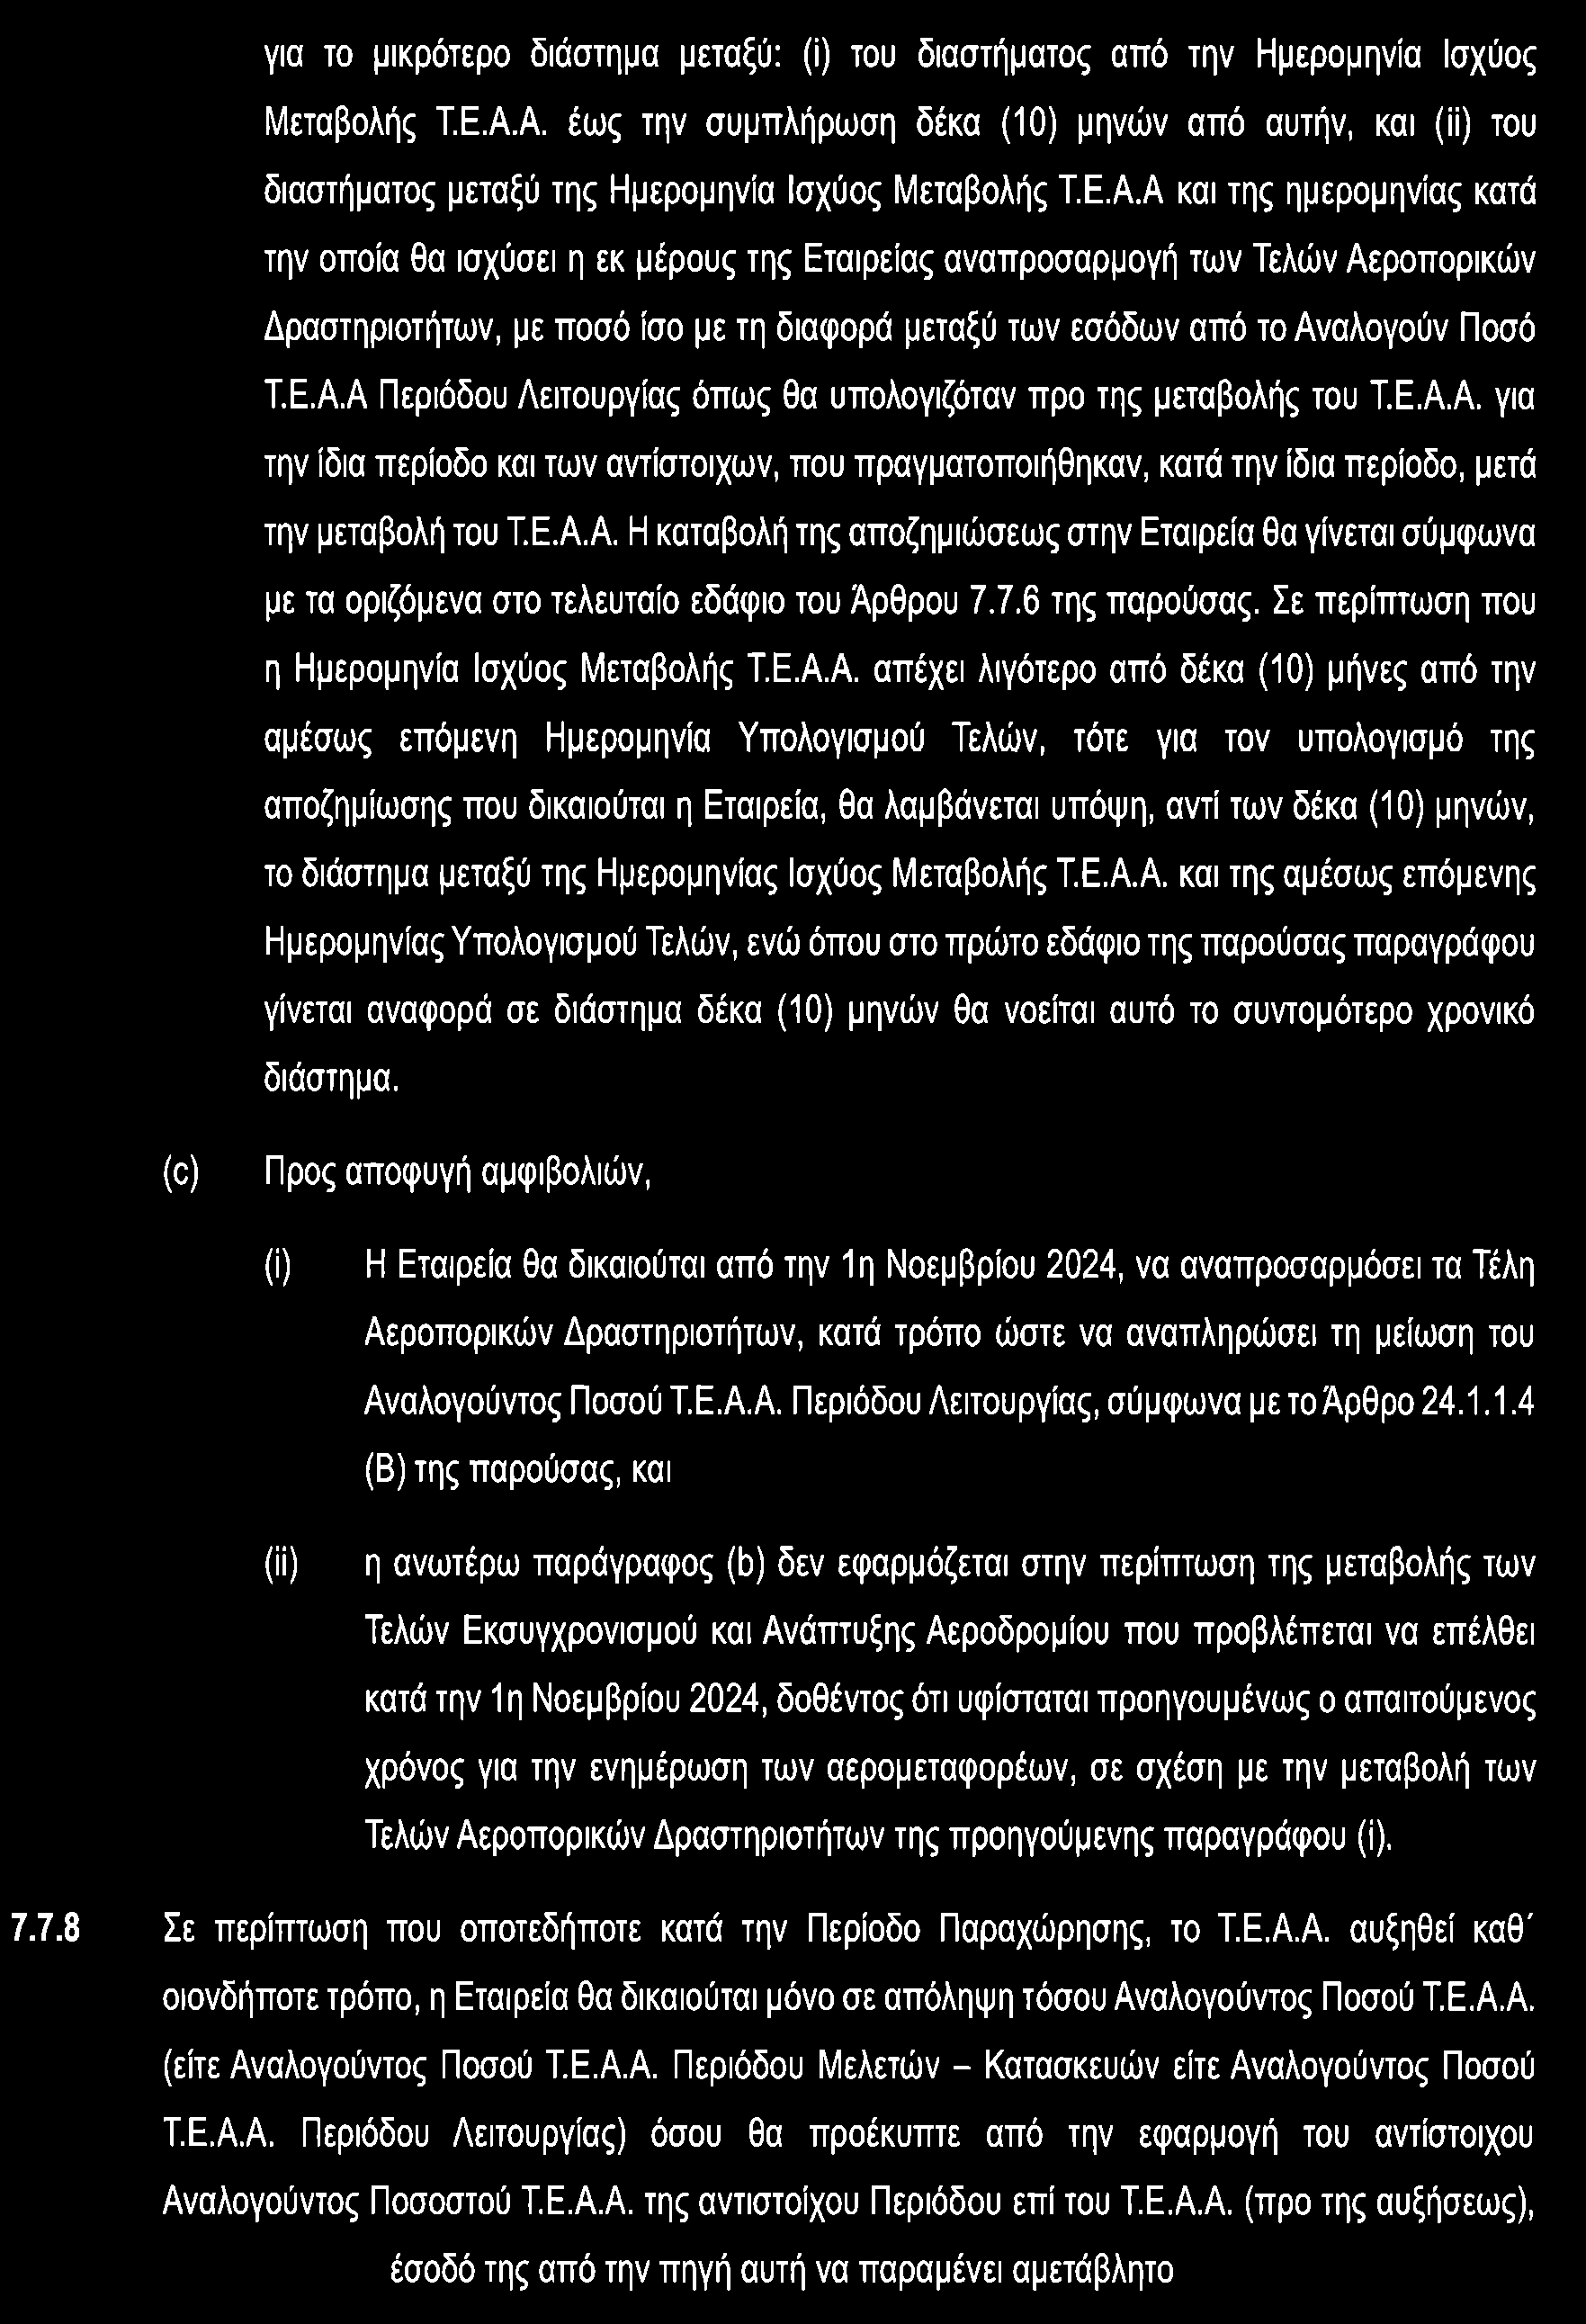 για το μικρότερο διάστημα μεταξύ: (i) του διαστήματος από την Ημερομηνία Ισχύος
Μεταβολής Τ.Ε.Α.Α. έως την συμπλήρωση δέκα (10) μηνών από αυτήν, και (ii) του
διαστήματος μεταξύ της Ημερομηνία Ισχύος Μεταβολής Τ.Ε.Α.Α και της ημερομηνίας κατά
την οποία θα ισχύσει η εκ μέρους της Εταιρείας αναπροσαρμογή των Τελών Αεροπορικών
Δραστηριοτήτων, με ποσό ίσο με τη διαφορά μεταξύ των εσόδων από το Αναλογούν Ποσό
Τ.Ε.Α.Α Περιόδου Λειτουργίας όπως θα υπολογιζόταν προ της μεταβολής του Τ.Ε.Α.Α. για
την ίδια περίοδο και των αντίστοιχων, που πραγματοποιήθηκαν, κατά την ίδια περίοδο, μετά
την μεταβολή του Τ.Ε.Α.Α. Η καταβολή της αποζημιώσεως στην Εταιρεία θα γίνεται σύμφωνα
με τα οριζόμενα στο τελευταίο εδάφιο του Άρθρου 7.7.6 της παρούσας. Σε περίπτωση που
η Ημερομηνία Ισχύος Μεταβολής Τ.Ε.Α.Α. απέχει λιγότερο από δέκα (10) μήνες από την
αμέσως επόμενη Ημερομηνία Υπολογισμού Τελών, τότε για τον υπολογισμό της
αποζημίωσης που δικαιούται η Εταιρεία, θα λαμβάνεται υπόψη, αντί των δέκα (10) μηνών,
το διάστημα μεταξύ της Ημερομηνίας Ισχύος Μεταβολής Τ.Ε.Α.Α. και της αμέσως επόμενης
Ημερομηνίας Υπολογισμού Τελών, ενώ όπου στο πρώτο εδάφιο της παρούσας παραγράφου
γίνεται αναφορά σε διάστημα δέκα (10) μηνών θα νοείται αυτό το συντομότερο χρονικό
διάστημα.
(c) Προς αποφυγή αμφιβολιών,
(i) Η Εταιρεία θα δικαιούται από την 1η Νοεμβρίου 2024, να αναπροσαρμόσει τα Τέλη
Αεροπορικών Δραστηριοτήτων, κατά τρόπο ώστε να αναπληρώσει τη μείωση του
Αναλογούντος Ποσού Τ.Ε.Α.Α. Περιόδου Λειτουργίας, σύμφωνα με το Άρθρο 24.1.1.4
(Β) της παρούσας, και
(ii) η ανωτέρω παράγραφος (b) δεν εφαρμόζεται στην περίπτωση της μεταβολής των
Τελών Εκσυγχρονισμού και Ανάπτυξης Αεροδρομίου που προβλέπεται να επέλθει
κατά την 1η Νοεμβρίου 2024, δοθέντος ότι υφίσταται προηγουμένως ο απαιτούμενος
χρόνος για την ενημέρωση των αερομεταφορέων, σε σχέση με την μεταβολή των
Τελών Αεροπορικών Δραστηριοτήτων της προηγούμενης παραγράφου (i).
7.7.8 Σε περίπτωση που οποτεδήποτε κατά την Περίοδο Παραχώρησης, το Τ.Ε.Α.Α. αυξηθεί καθ΄
οιονδήποτε τρόπο, η Εταιρεία θα δικαιούται μόνο σε απόληψη τόσου Αναλογούντος Ποσού Τ.Ε.Α.Α.
(είτε Αναλογούντος Ποσού Τ.Ε.Α.Α. Περιόδου Μελετών – Κατασκευών είτε Αναλογούντος Ποσού
Τ.Ε.Α.Α. Περιόδου Λειτουργίας) όσου θα προέκυπτε από την εφαρμογή του αντίστοιχου
Αναλογούντος Ποσοστού Τ.Ε.Α.Α. της αντιστοίχου Περιόδου επί του Τ.Ε.Α.Α. (προ της αυξήσεως),
έσοδό της από την πηγή αυτή να παραμένει αμετάβλητο